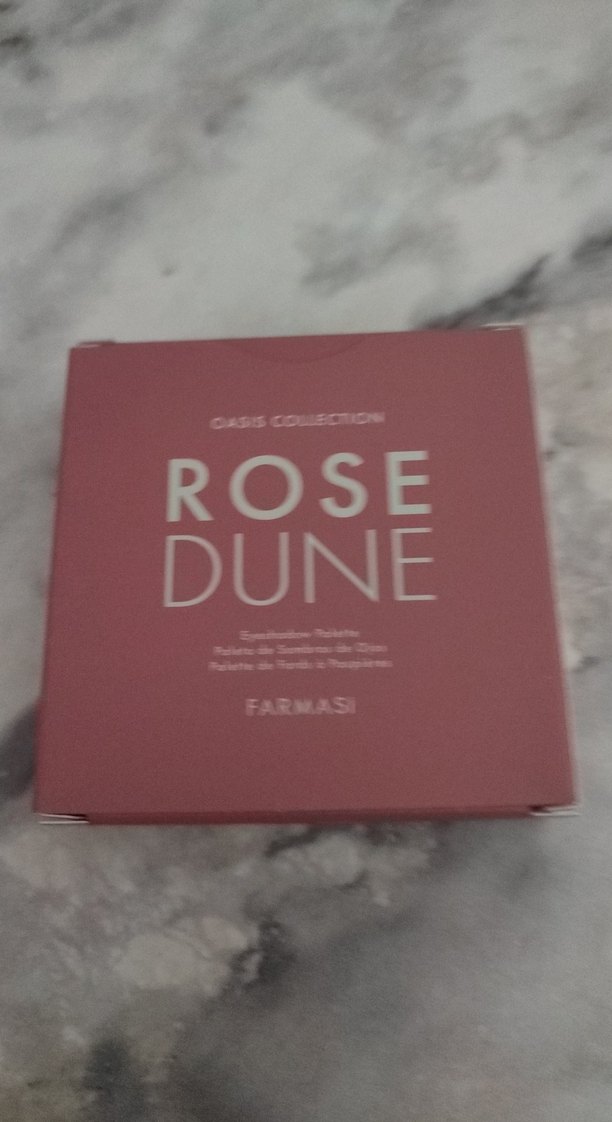 OASIS COLLECTION
ROSE
DUNE
Eyeshadow Palette
Paleta de Sombras de Ojos
Palette de Fards à Paupières
FARMASI